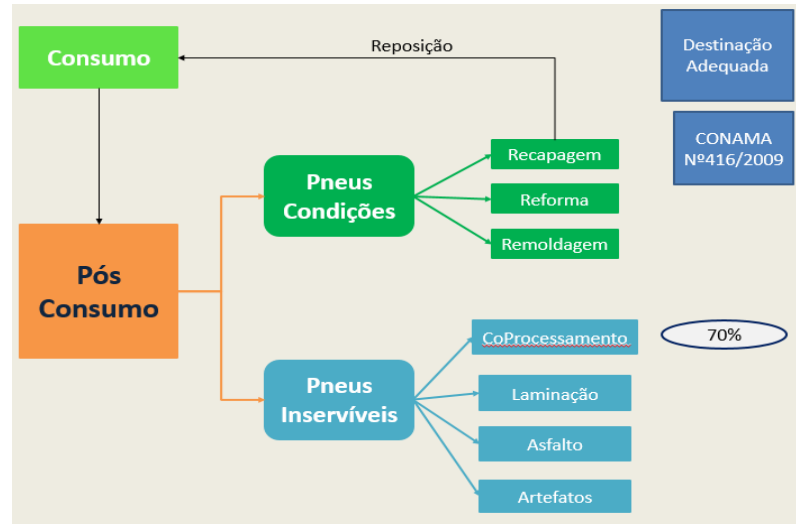 Consumo
Reposição
Destinação
Adequada
CONAMA
Nº416/2009
Pneus
Condições
Recapagem
Reforma
Remoldagem
Pós
Consumo
Pneus
Inservíveis
CoProcessamento
70%
Laminação
Asfalto
Artefatos